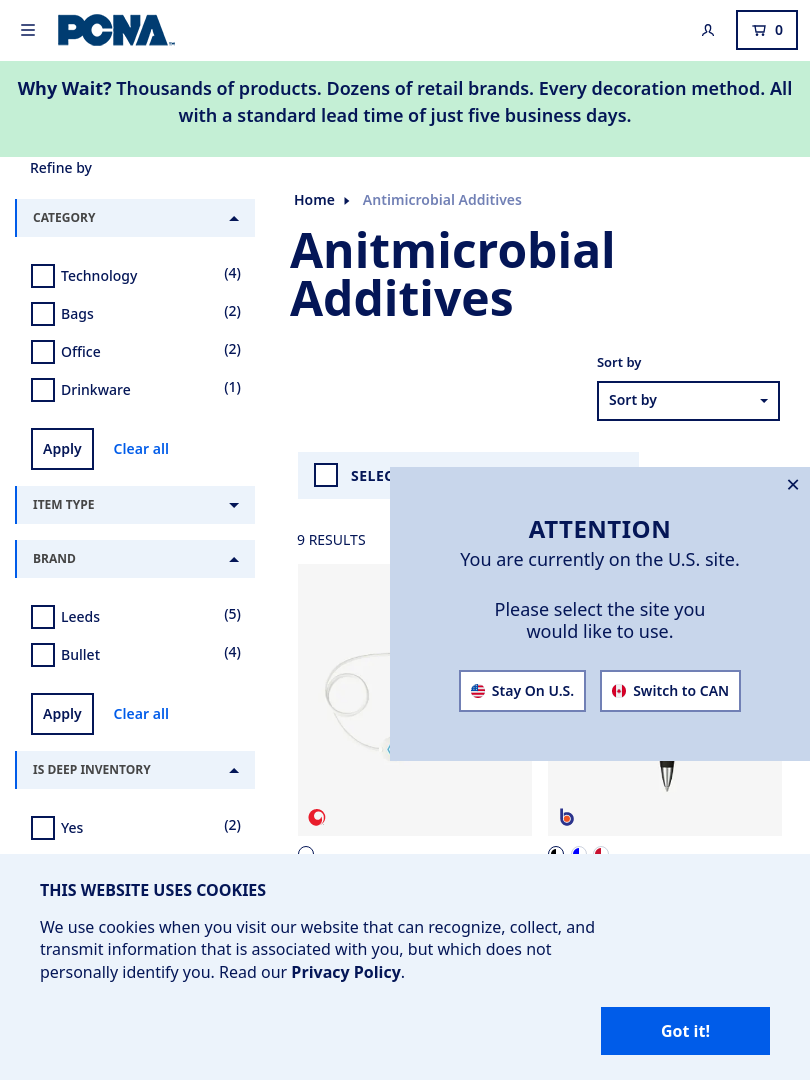 PCNA
0
Why Wait? Thousands of products. Dozens of retail brands. Every decoration method. All
with a standard lead time of just five business days.
Refine by
CATEGORY
Technology (4)
Bags (2)
Office (2)
Drinkware (1)
Apply Clear all
ITEM TYPE
BRAND
Leeds (5)
Bullet (4)
Apply Clear all
IS DEEP INVENTORY
Yes (2)
Home Antimicrobial Additives
Anitmicrobial
Additives
Sort by
Sort by
9 RESULTS
ATTENTION
You are currently on the U.S. site.
Please select the site you
would like to use.
Stay On U.S. Switch to CAN
THIS WEBSITE USES COOKIES
We use cookies when you visit our website that can recognize, collect, and
transmit information that is associated with you, but which does not
personally identify you. Read our Privacy Policy.
Got it!